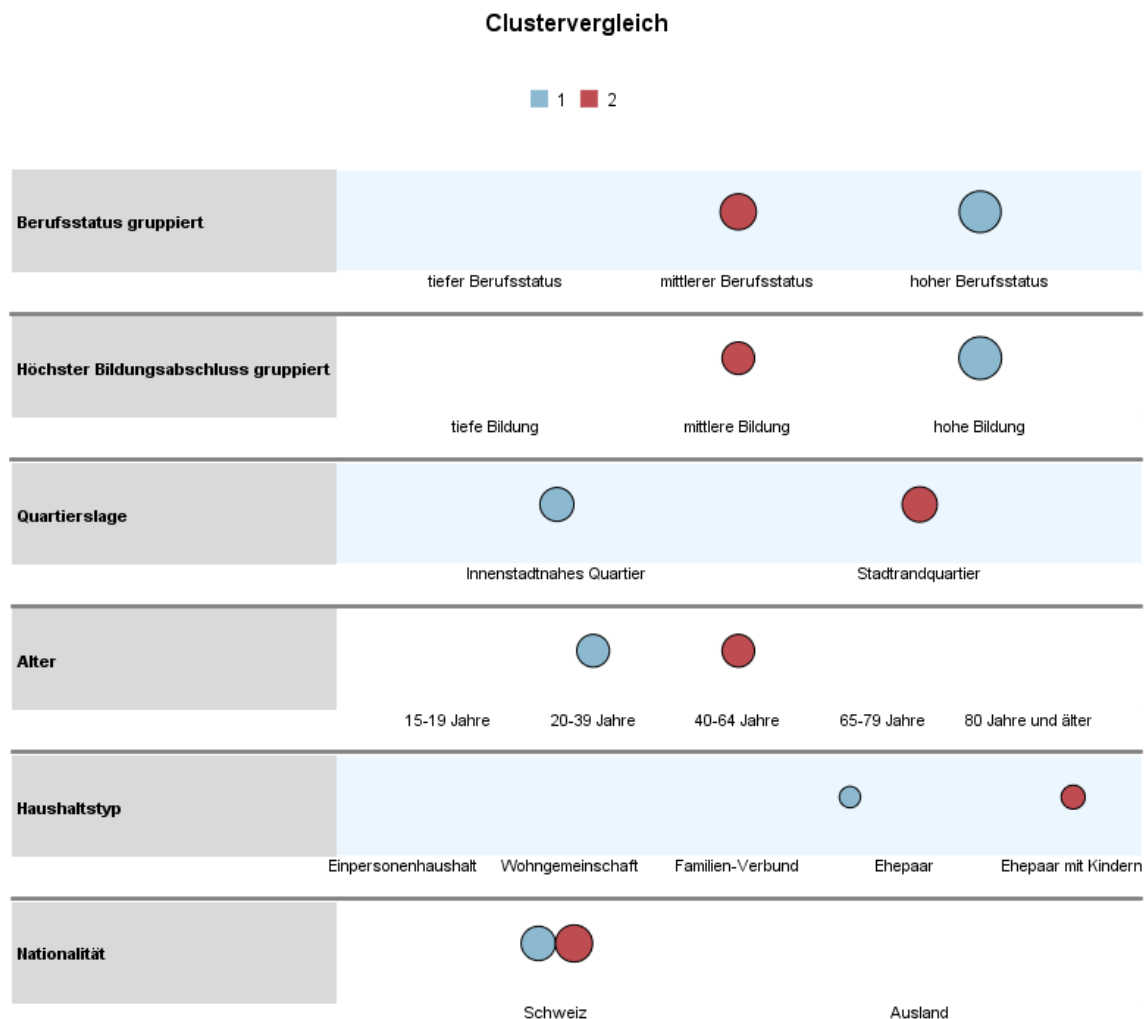 Clustervergleich
1 2
Berufsstatus gruppiert
tiefer Berufsstatus mittlerer Berufsstatus hoher Berufsstatus
Höchster Bildungsabschluss gruppiert
tiefe Bildung mittlere Bildung hohe Bildung
Quartierslage
Innenstadtnahes Quartier Stadtrandquartier
Alter
15-19 Jahre 20-39 Jahre 40-64 Jahre 65-79 Jahre 80 Jahre und älter
Haushaltstyp
Einpersonenhaushalt Wohngemeinschaft Familien-Verbund Ehepaar Ehepaar mit Kindern
Nationalität
Schweiz Ausland